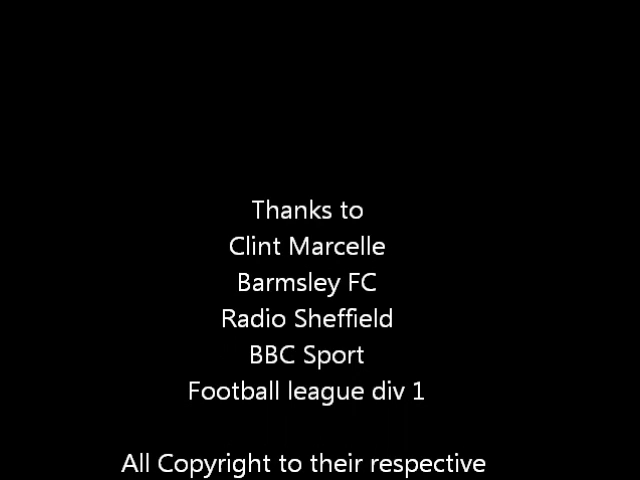 Thanks to
Clint Marcelle
Barmsley FC
Radio Sheffield
BBC Sport
Football league div 1
All Copyright to their respective